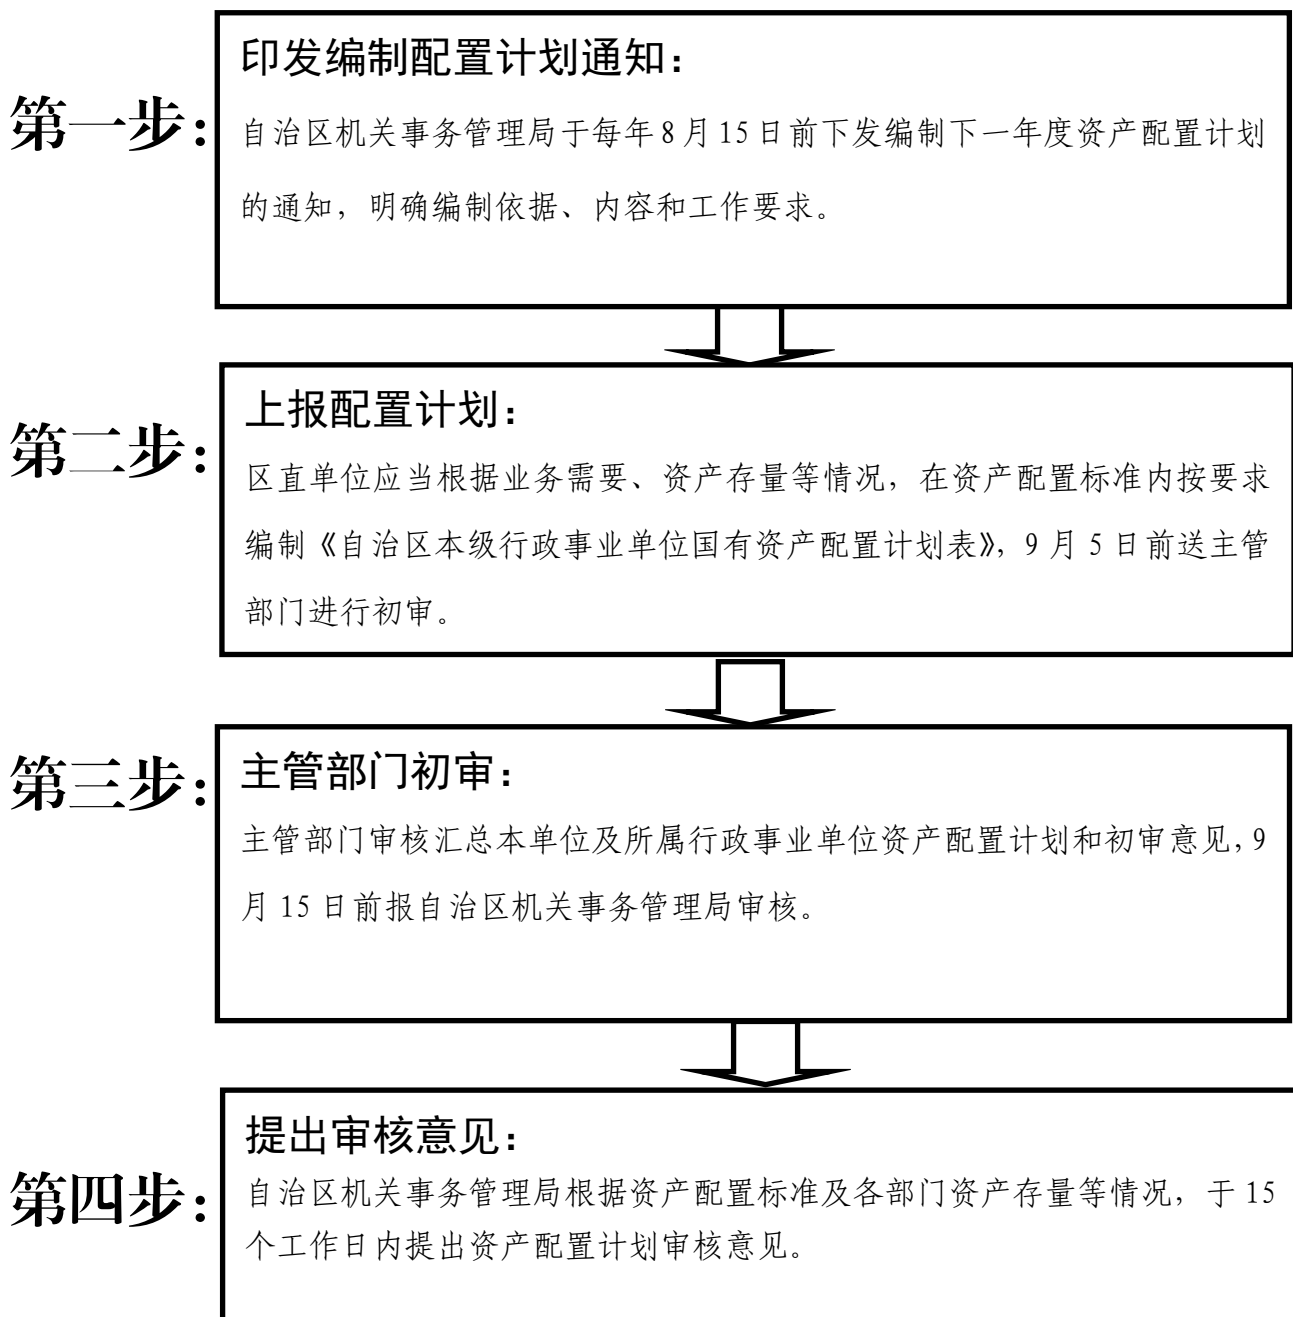 印发编制配置计划通知：
第一步：
自治区机关事务管理局于每年8月15日前下发编制下一年度资产配置计划
的通知，明确编制依据、内容和工作要求。
上报配置计划：
第二步：
区直单位应当根据业务需要、资产存量等情况，在资产配置标准内按要求
编制《自治区本级行政事业单位国有资产配置计划表》，9月5日前送主管
部门进行初审。
主管部门初审：
第三步：
主管部门审核汇总本单位及所属行政事业单位资产配置计划和初审意见，9
月15日前报自治区机关事务管理局审核。
提出审核意见：
第四步：
自治区机关事务管理局根据资产配置标准及各部门资产存量等情况，于15
个工作日内提出资产配置计划审核意见。